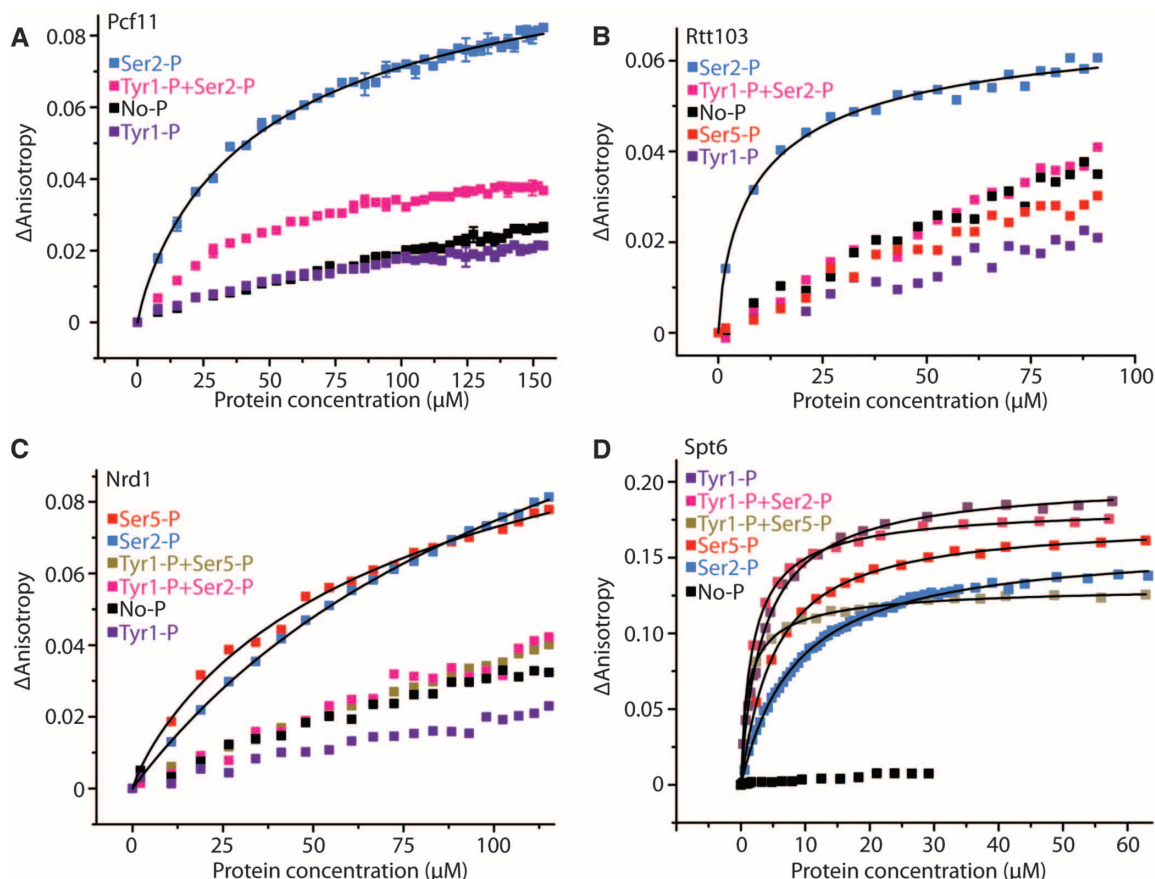 A
Pcf11
Ser2-P
Tyr1-P+Ser2-P
No-P
Tyr1-P
0.08
0.06
0.04
0.02
0
ΔAnisotropy
0 25 50 75 100 125 150
Protein concentration (μM)
B
Rtt103
Ser2-P
Tyr1-P+Ser2-P
No-P
Ser5-P
Tyr1-P
0.06
0.04
0.02
0
ΔAnisotropy
0 25 50 75 100
Protein concentration (μM)
C
Nrd1
Ser5-P
Ser2-P
Tyr1-P+Ser5-P
Tyr1-P+Ser2-P
No-P
Tyr1-P
0.08
0.06
0.04
0.02
0
ΔAnisotropy
0 25 50 75 100
Protein concentration (μM)
D
Spt6
Tyr1-P
Tyr1-P+Ser2-P
Tyr1-P+Ser5-P
Ser5-P
Ser2-P
No-P
0.20
0.15
0.10
0.05
0
ΔAnisotropy
0 10 20 30 40 50 60
Protein concentration (μM)